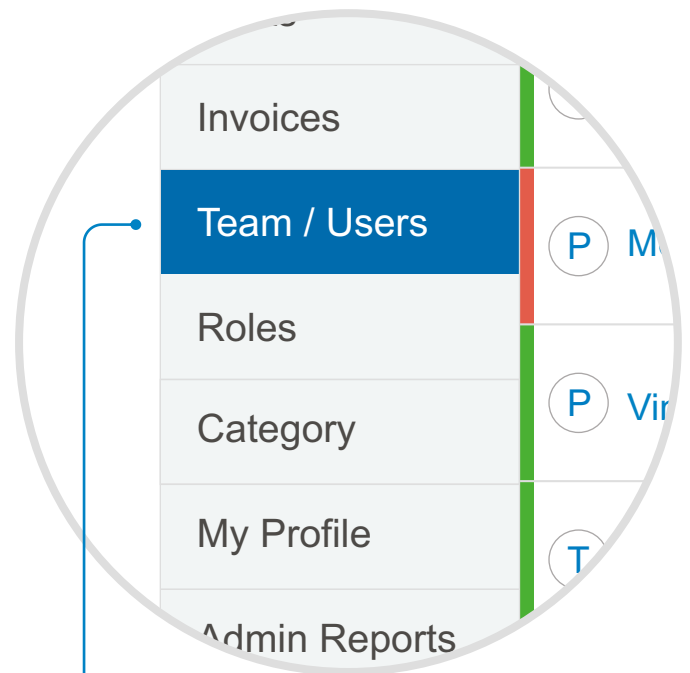 Invoices
Team / Users
P
Roles
P
Category
My Profile
T
Admin Reports